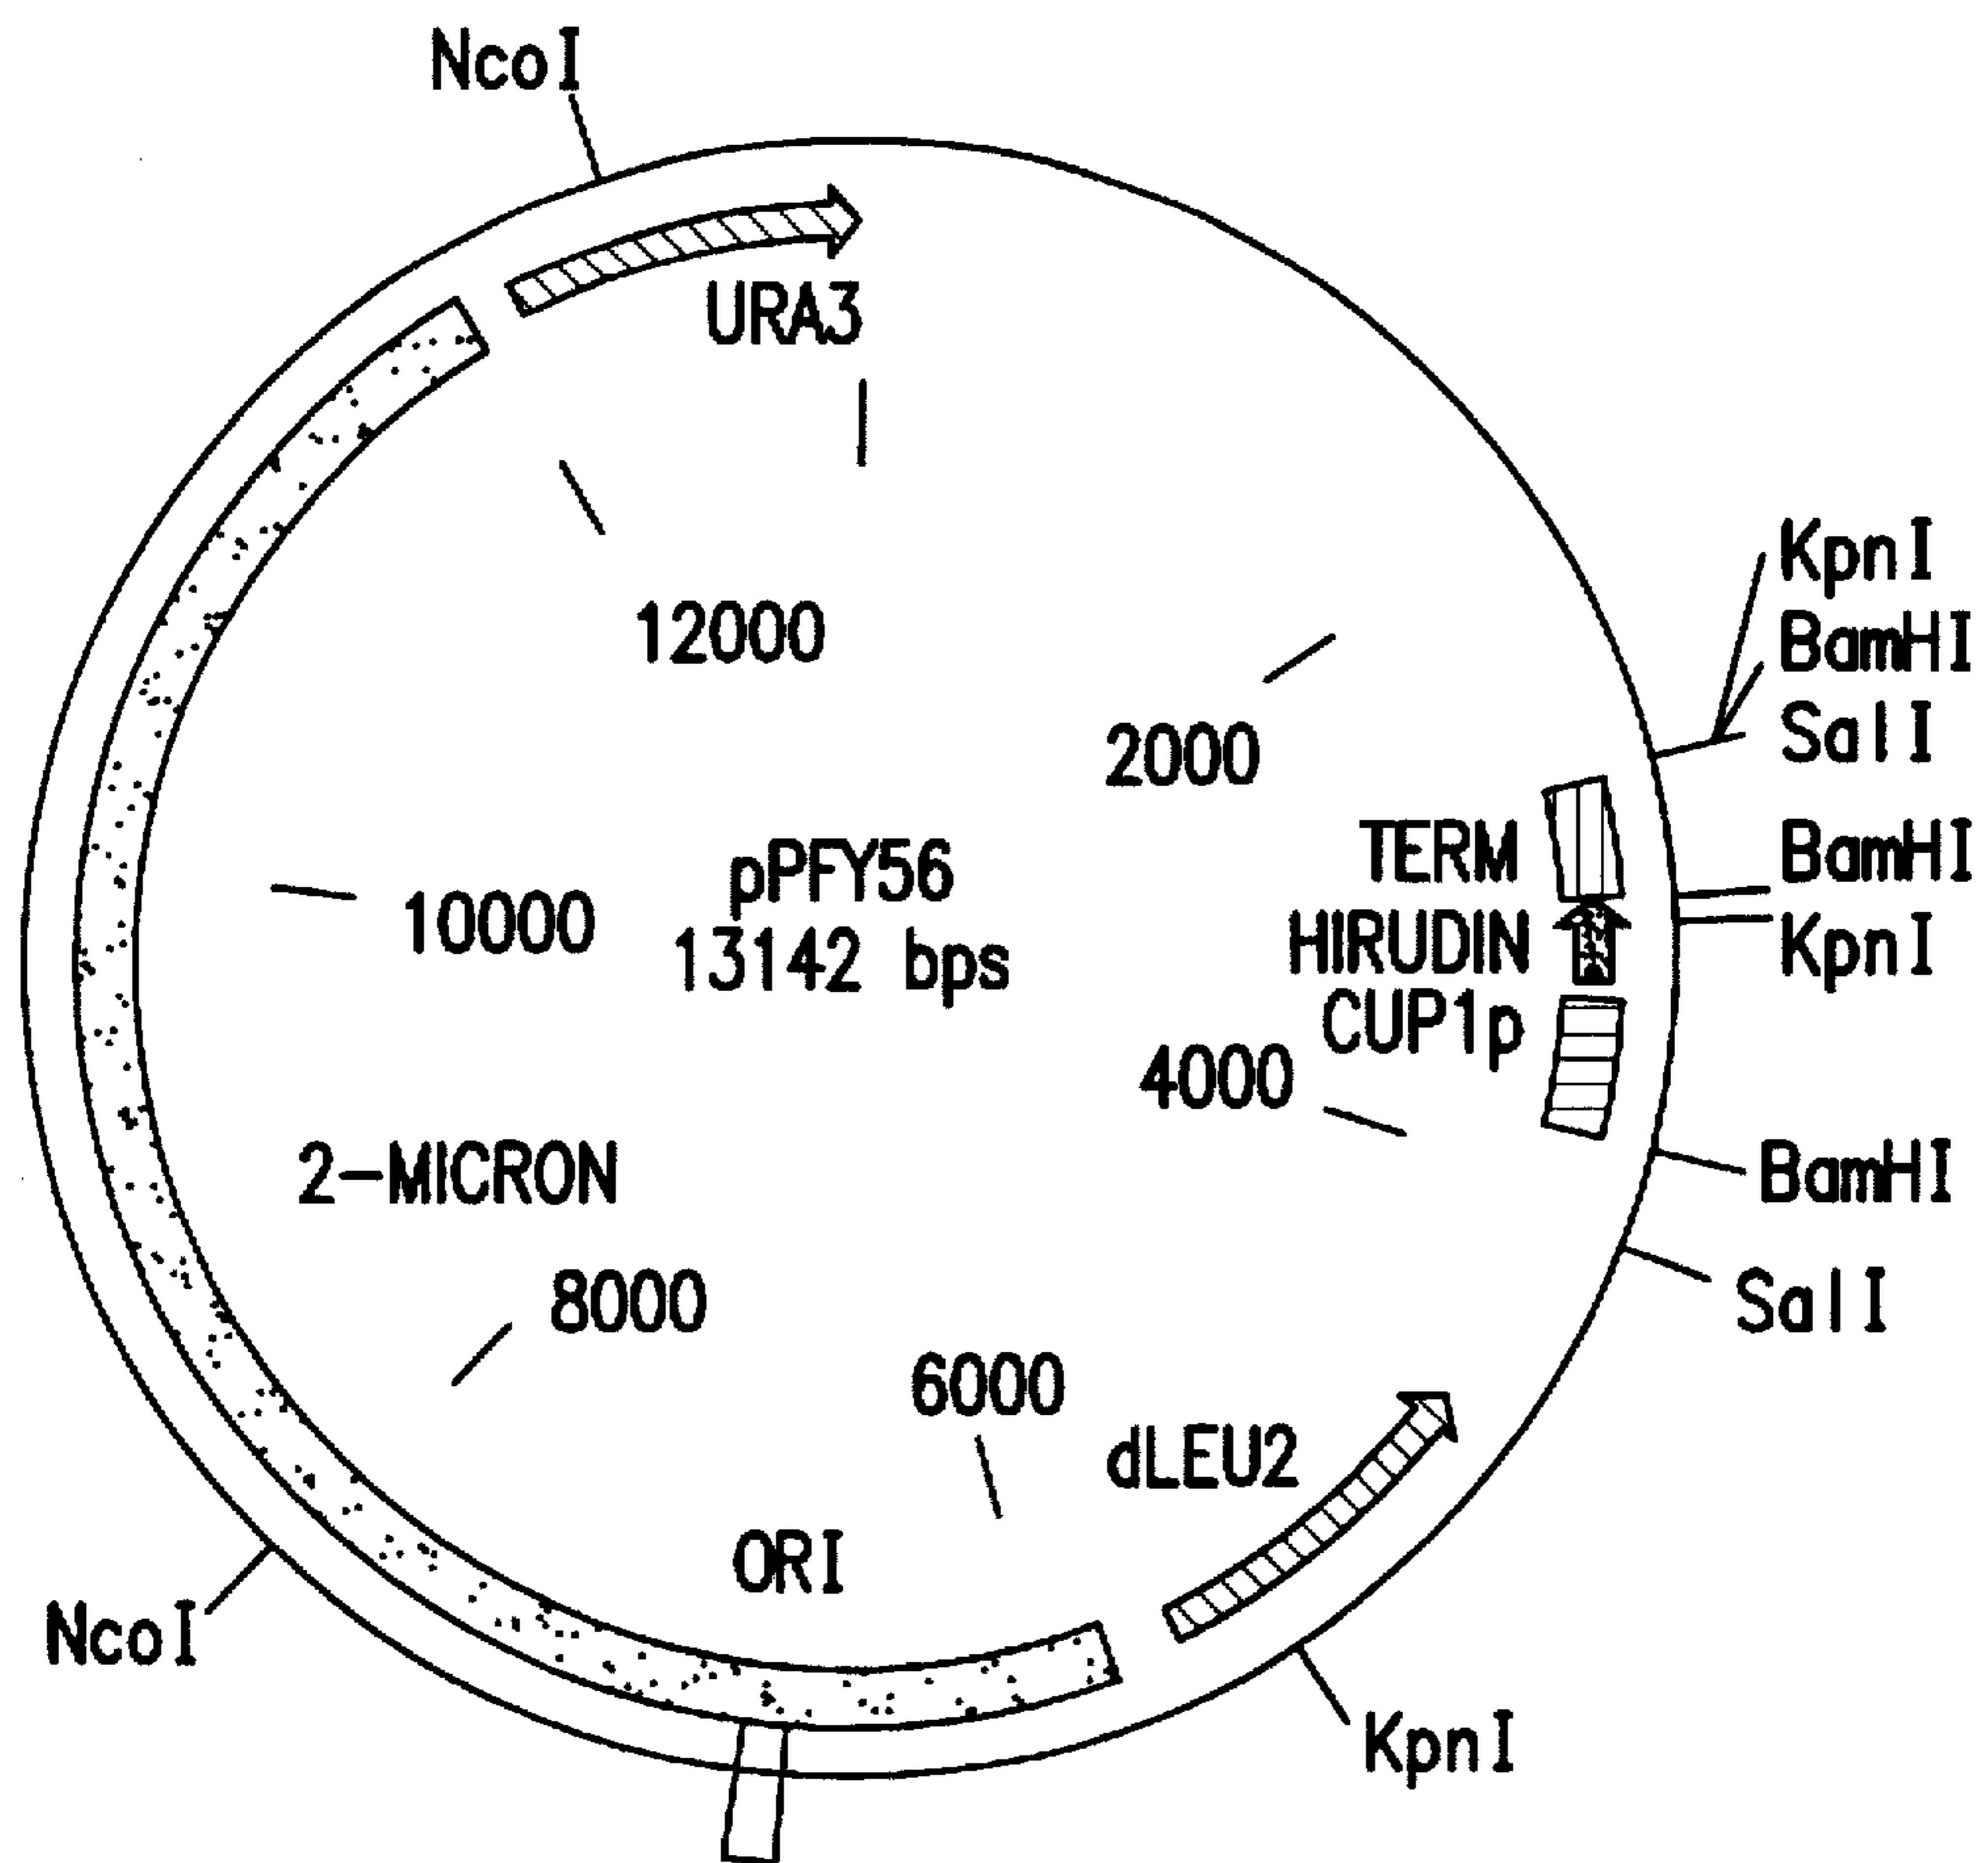 NcoI
URA3
KpnI
BamHI
SalI
12000
2000
TERM
BamHI
pPFY56
10000
HIRUDIN
KpnI
13142 bps
CUP1p
4000
2-MICRON
BamHI
8000
SalI
6000
dLEU2
ORI
NcoI
KpnI